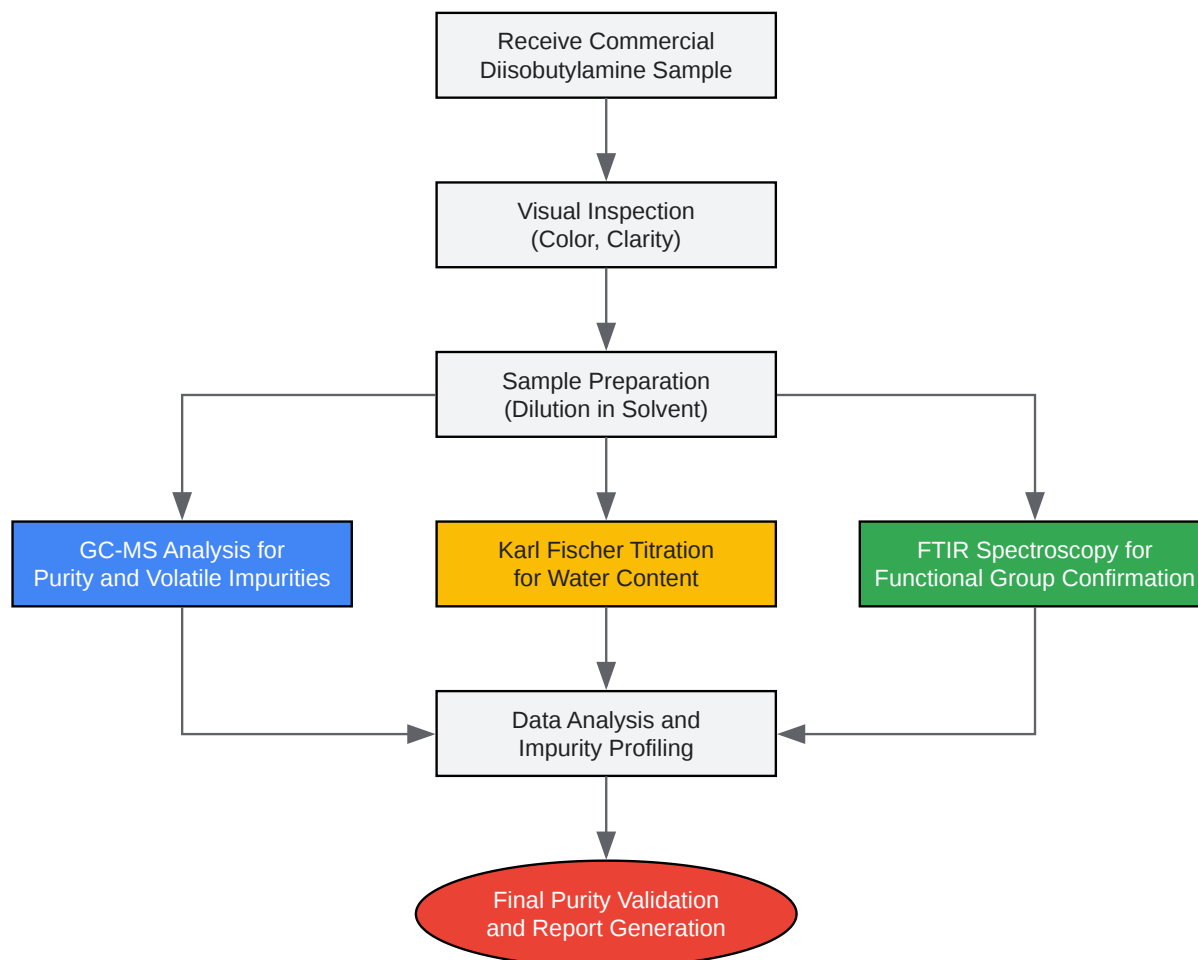 Receive Commercial
Diisobutylamine Sample
Visual Inspection
(Color, Clarity)
Sample Preparation
(Dilution in Solvent)
GC-MS Analysis for
Purity and Volatile Impurities
Karl Fischer Titration
for Water Content
FTIR Spectroscopy for
Functional Group Confirmation
Data Analysis and
Impurity Profiling
Final Purity Validation
and Report Generation